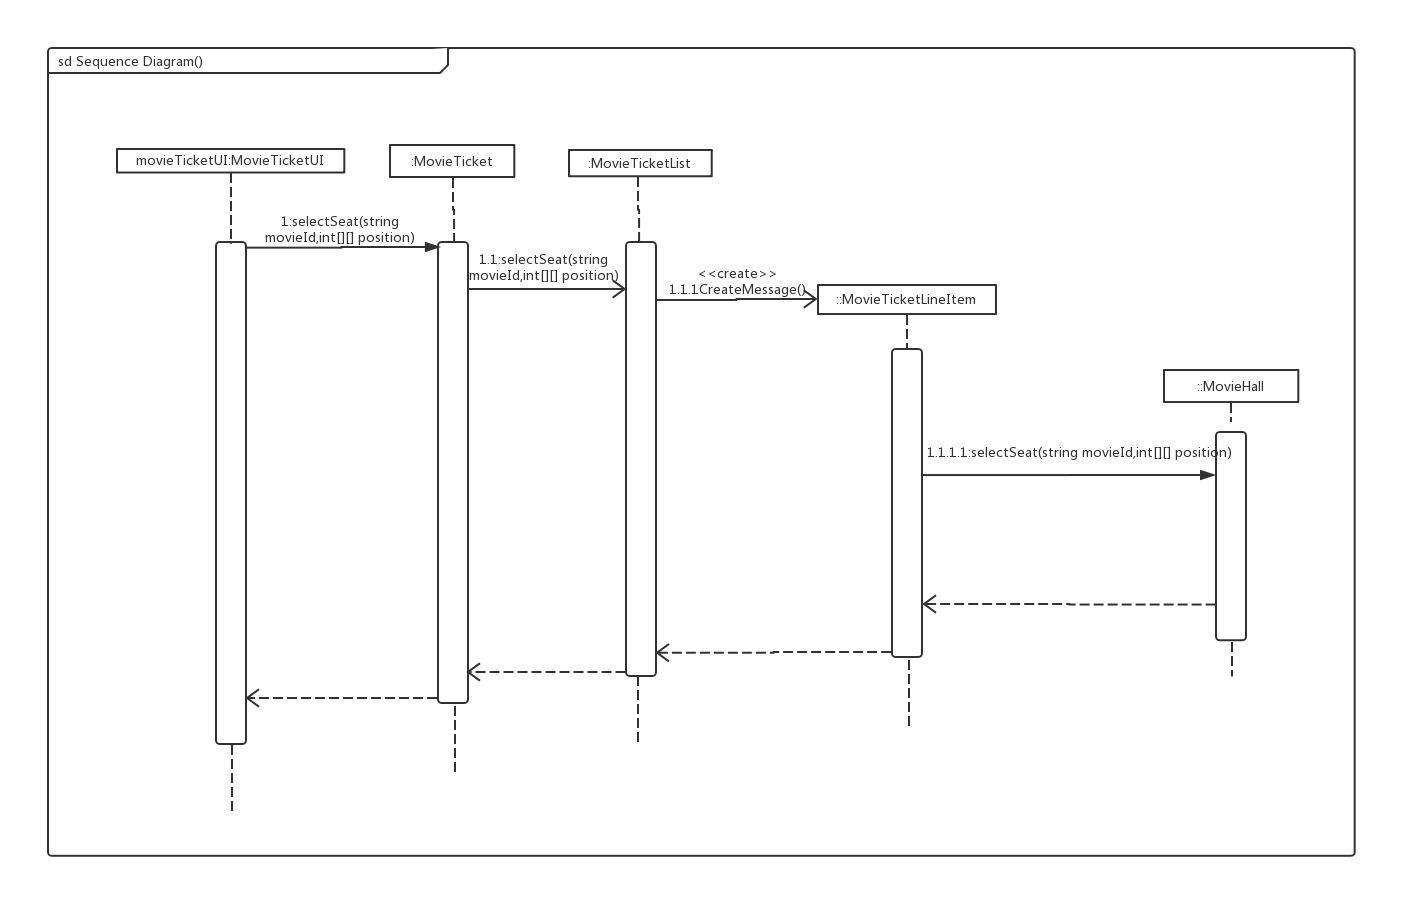 sd Sequence Diagram()
movieTicketUI:MovieTicketUI
:MovieTicket
:MovieTicketList
1:selectSeat(string
movieId,int[][] position)
1.1:selectSeat(string
movieId,int[][] position)
<<create>>
1.1.1CreateMessage()
::MovieTicketLineItem
::MovieHall
1.1.1.1:selectSeat(string movieId,int[][] position)